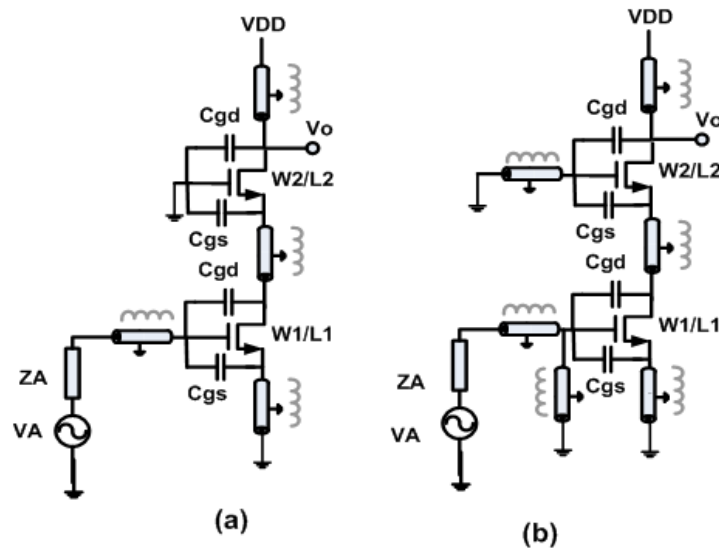 VDD
Cgd
Vo
W2/L2
Cgs
Cgd
W1/L1
Cgs
ZA
VA
(a)
VDD
Cgd
Vo
W2/L2
Cgs
Cgd
W1/L1
Cgs
ZA
VA
(b)